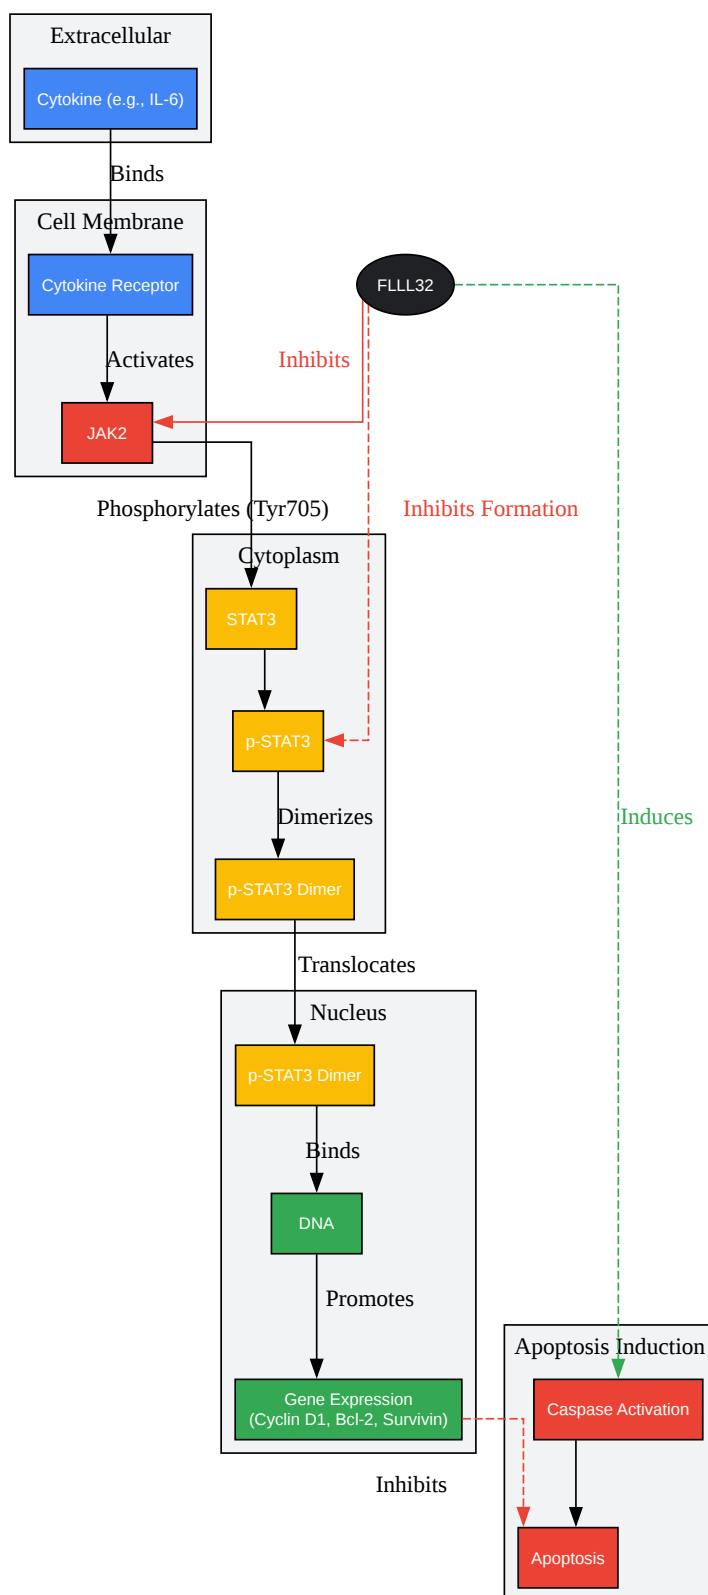 Extracellular
Cytokine (e.g., IL-6)
Binds
Cell Membrane
Cytokine Receptor
FLLL32
Activates
Inhibits
JAK2
Phosphorylates (Tyr705)
Inhibits Formation
Cytoplasm
STAT3
p-STAT3
Dimerizes
Induces
p-STAT3 Dimer
Translocates
Nucleus
p-STAT3 Dimer
Binds
DNA
Promotes
Apoptosis Induction
Gene Expression
(Cyclin D1, Bcl-2, Survivin)
Caspase Activation
Inhibits
Apoptosis